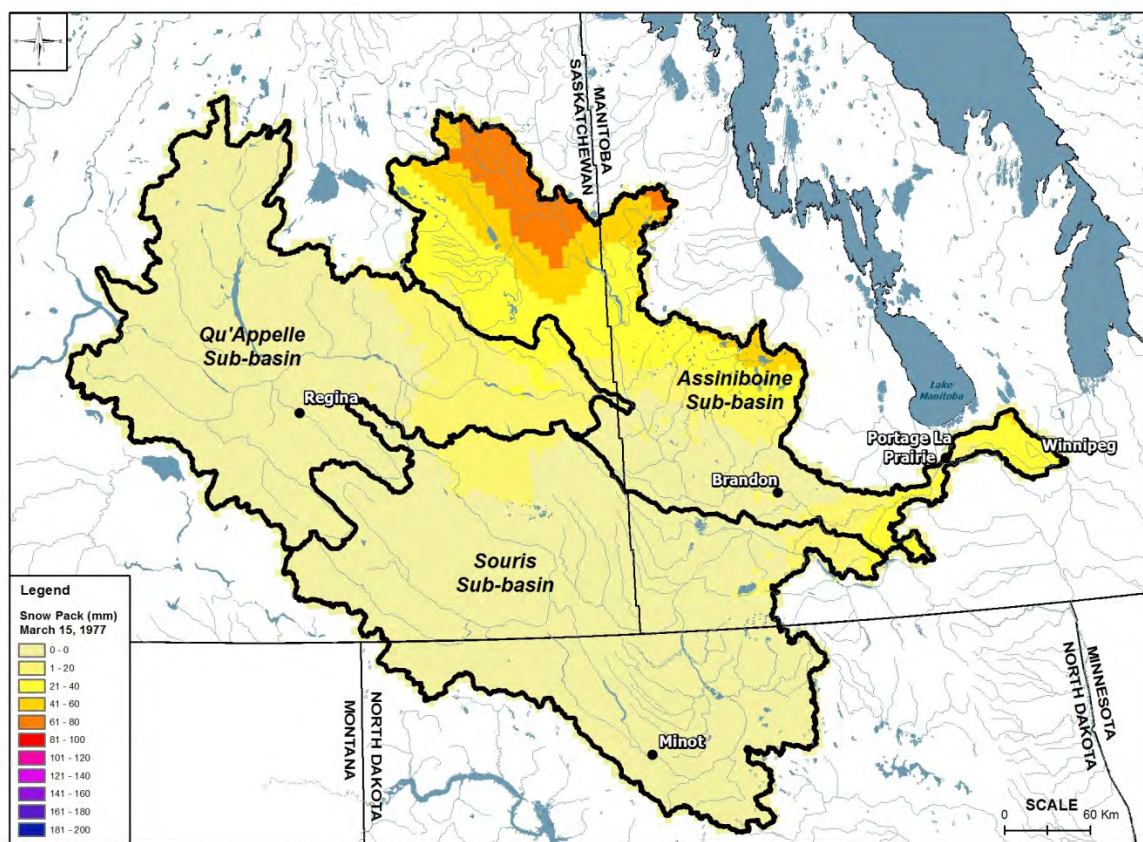 N
W
E
S
SASKATCHEWAN
MANITOBA
Qu'Appelle
Sub-basin
Regina
Assiniboine
Sub-basin
Lake
Manitoba
Portage La
Prairie
Winnipeg
Brandon
Souris
Sub-basin
Minot
MONTANA
NORTH DAKOTA
NORTH DAKOTA
MINNESOTA
Legend
Snow Pack (mm)
March 15, 1977
0 - 0
1 - 20
21 - 40
41 - 60
61 - 80
81 - 100
101 - 120
121 - 140
141 - 160
161 - 180
181 - 200
SCALE
0
60 Km